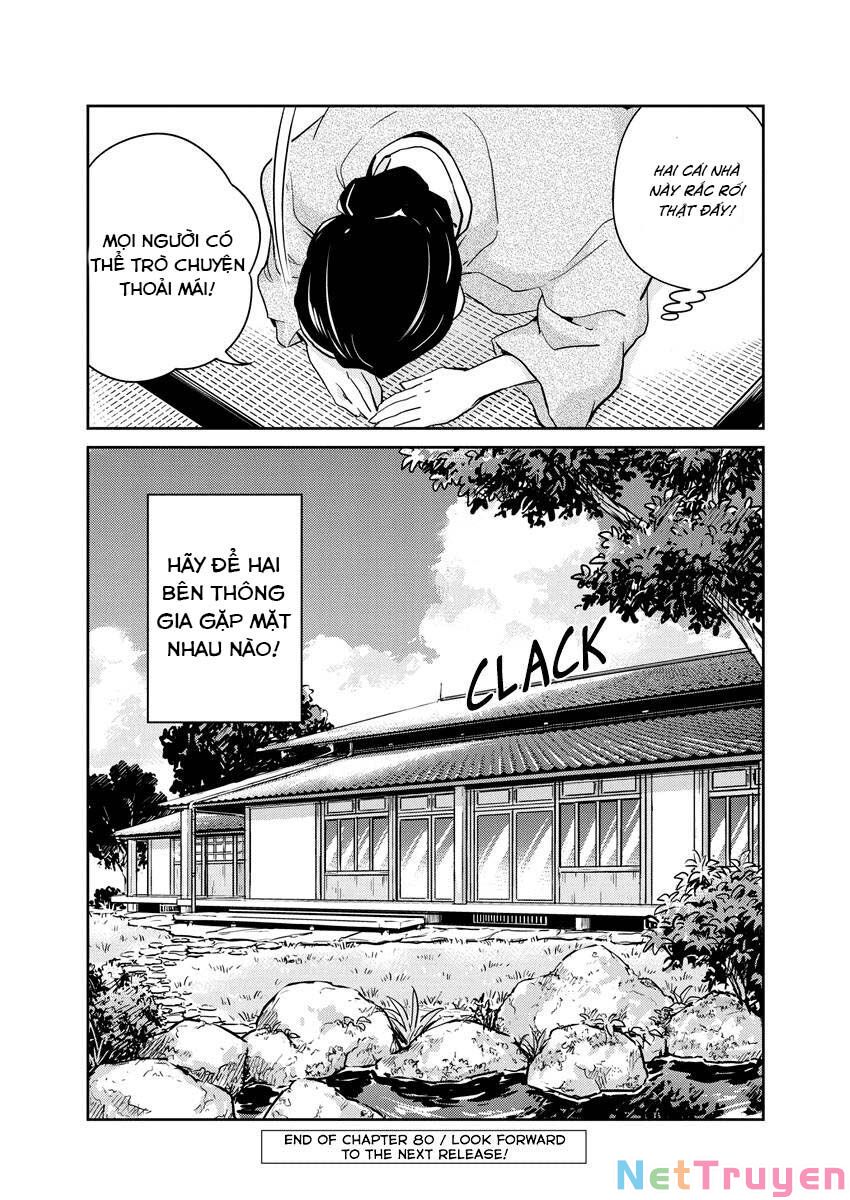 HAI CÁI NHÀ
NÀY RẮC RỐI
THẬT ĐẤY!
MỌI NGƯỜI CÓ
THỂ TRÒ CHUYỆN
THOẢI MÁI!
HÃY ĐỂ HAI
BÊN THÔNG
GIA GẶP MẶT
NHAU NÀO!
CLACK
END OF CHAPTER 80 / LOOK FORWARD
TO THE NEXT RELEASE!
NetTruyen